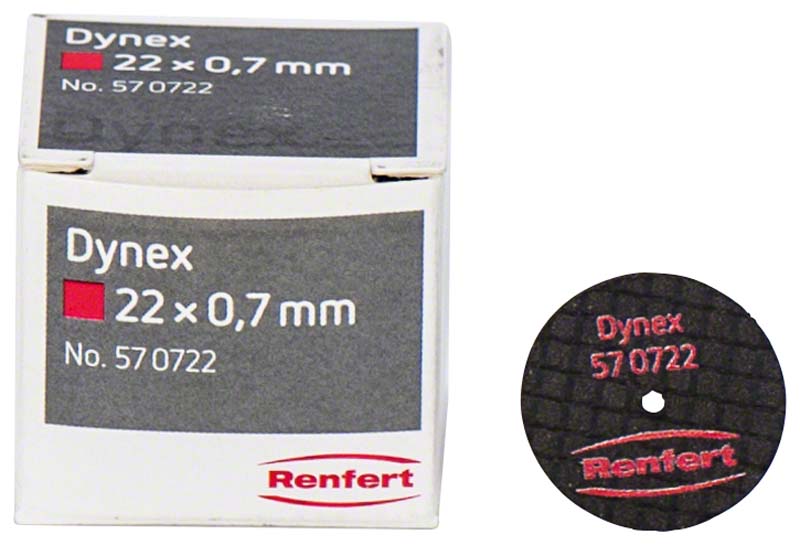 Dynex
22 x 0,7 mm
No. 57 0722
Dynex
Dynex
22 x 0,7 mm
No. 57 0722
Renfert
Dynex
57 0722
Renfert